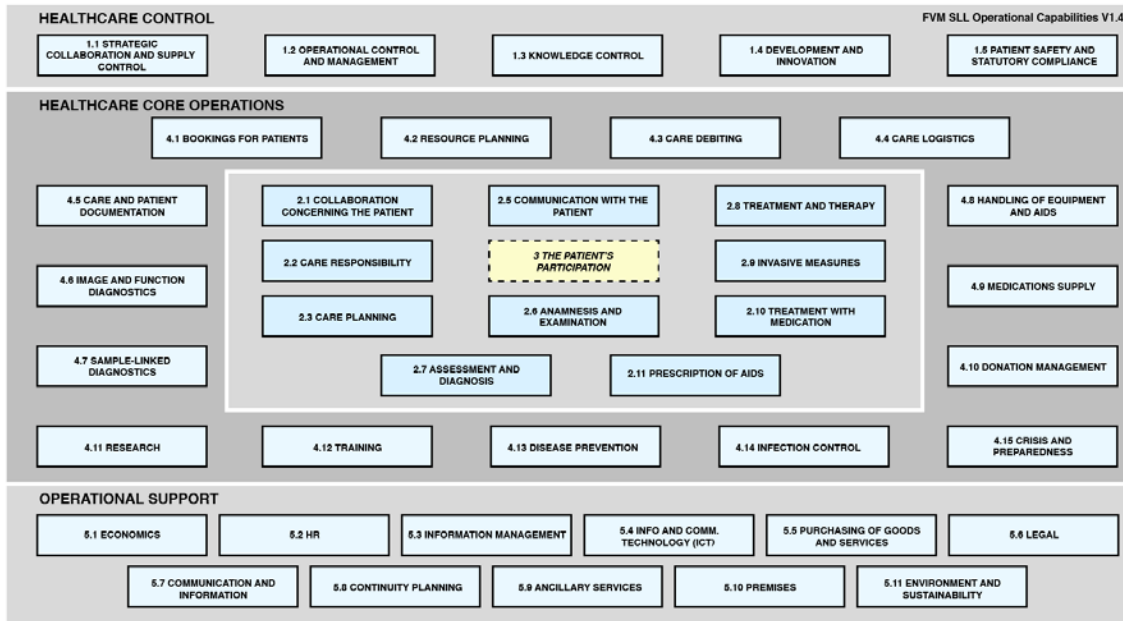 HEALTHCARE CONTROL
FVM SLL Operational Capabilities V1.4
1.1 STRATEGIC
COLLABORATION AND SUPPLY
CONTROL
1.2 OPERATIONAL CONTROL
AND MANAGEMENT
1.3 KNOWLEDGE CONTROL
1.4 DEVELOPMENT AND
INNOVATION
1.5 PATIENT SAFETY AND
STATUTORY COMPLIANCE
HEALTHCARE CORE OPERATIONS
4.1 BOOKINGS FOR PATIENTS
4.2 RESOURCE PLANNING
4.3 CARE DEBITING
4.4 CARE LOGISTICS
4.5 CARE AND PATIENT
DOCUMENTATION
2.1 COLLABORATION
CONCERNING THE PATIENT
2.5 COMMUNICATION WITH THE
PATIENT
2.8 TREATMENT AND THERAPY
4.8 HANDLING OF EQUIPMENT
AND AIDS
2.2 CARE RESPONSIBILITY
3 THE PATIENT'S
PARTICIPATION
2.9 INVASIVE MEASURES
4.6 IMAGE AND FUNCTION
DIAGNOSTICS
4.9 MEDICATIONS SUPPLY
2.3 CARE PLANNING
2.6 ANAMNESIS AND
EXAMINATION
2.10 TREATMENT WITH
MEDICATION
4.7 SAMPLE-LINKED
DIAGNOSTICS
2.7 ASSESSMENT AND
DIAGNOSIS
2.11 PRESCRIPTION OF AIDS
4.10 DONATION MANAGEMENT
4.11 RESEARCH
4.12 TRAINING
4.13 DISEASE PREVENTION
4.14 INFECTION CONTROL
4.15 CRISIS AND
PREPAREDNESS
OPERATIONAL SUPPORT
5.1 ECONOMICS
5.2 HR
5.3 INFORMATION MANAGEMENT
5.4 INFO AND COMM.
TECHNOLOGY (ICT)
5.5 PURCHASING OF GOODS
AND SERVICES
5.6 LEGAL
5.7 COMMUNICATION AND
INFORMATION
5.8 CONTINUITY PLANNING
5.9 ANCILLARY SERVICES
5.10 PREMISES
5.11 ENVIRONMENT AND
SUSTAINABILITY